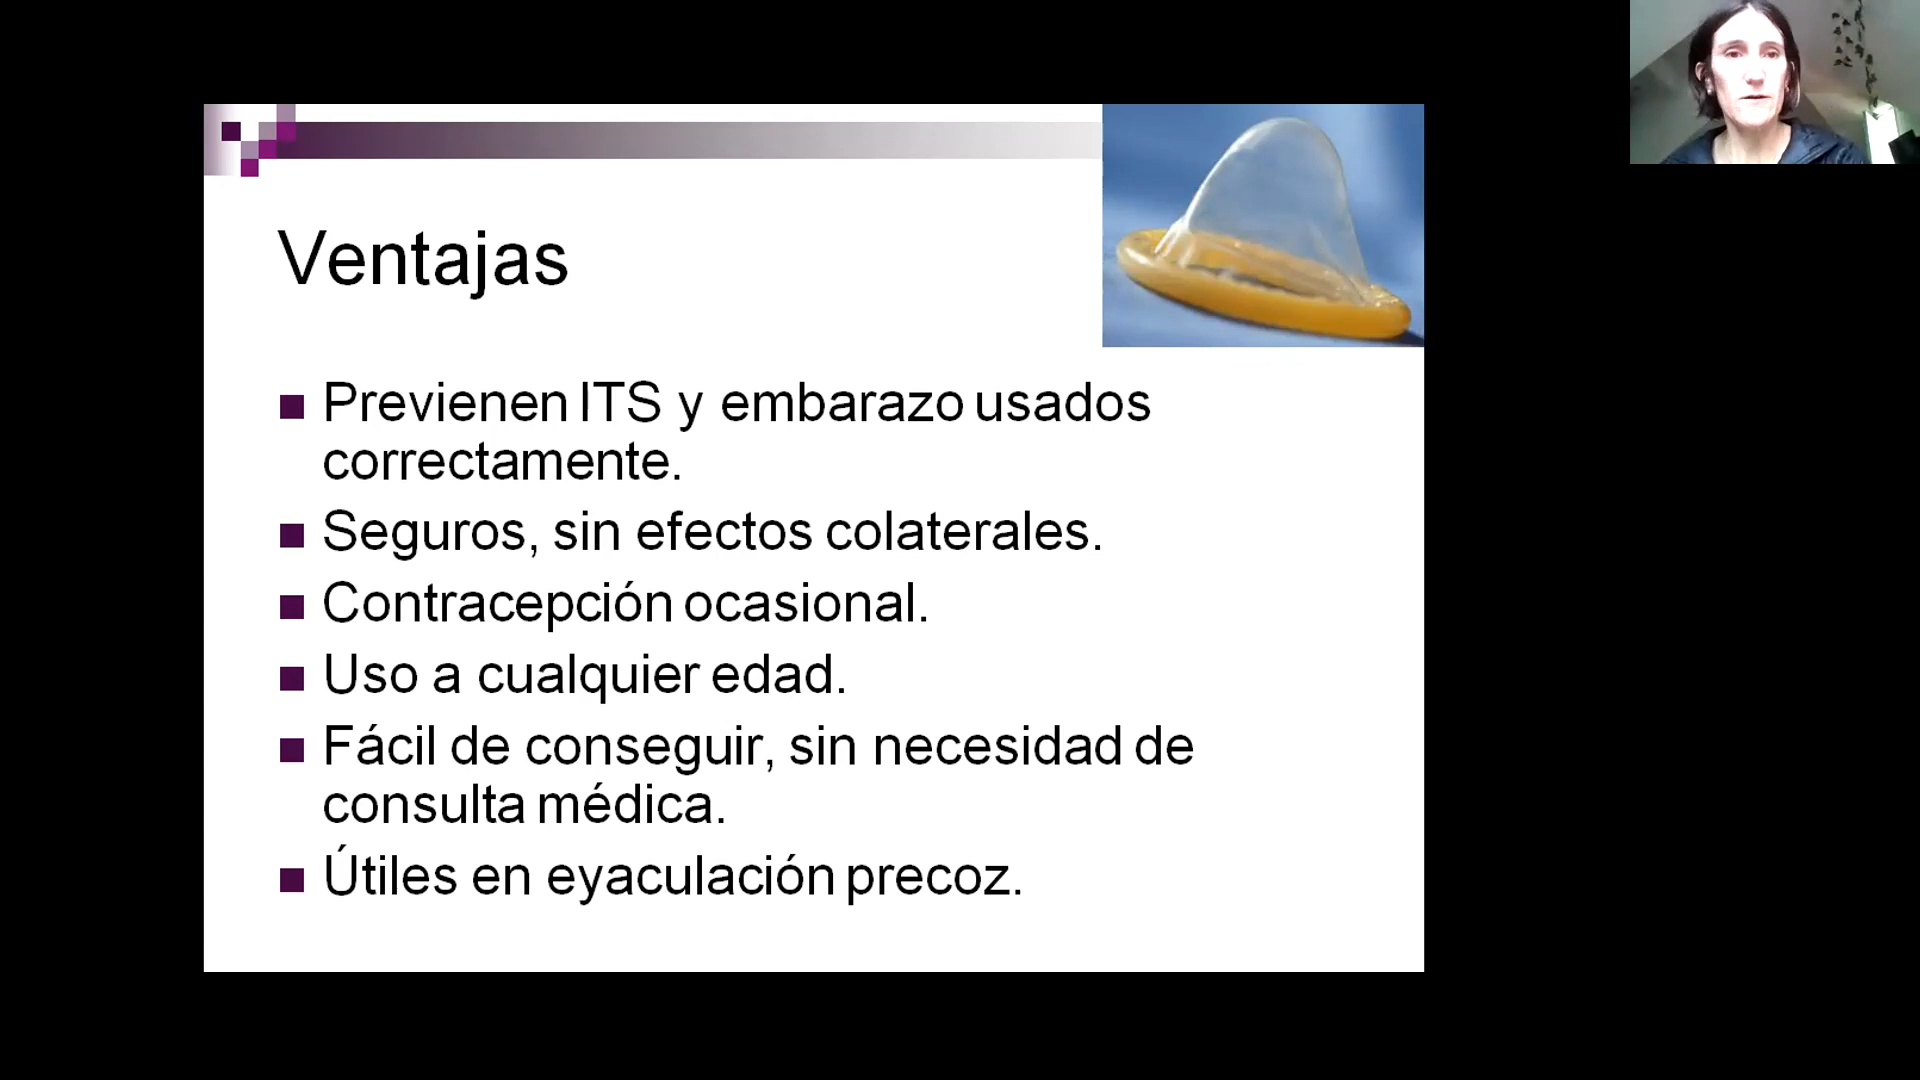 Ventajas
Previenen ITS y embarazo usados
correctamente.
Seguros, sin efectos colaterales.
Contracepción ocasional.
Uso a cualquier edad.
Fácil de conseguir, sin necesidad de
consulta médica.
Útiles en eyaculación precoz.